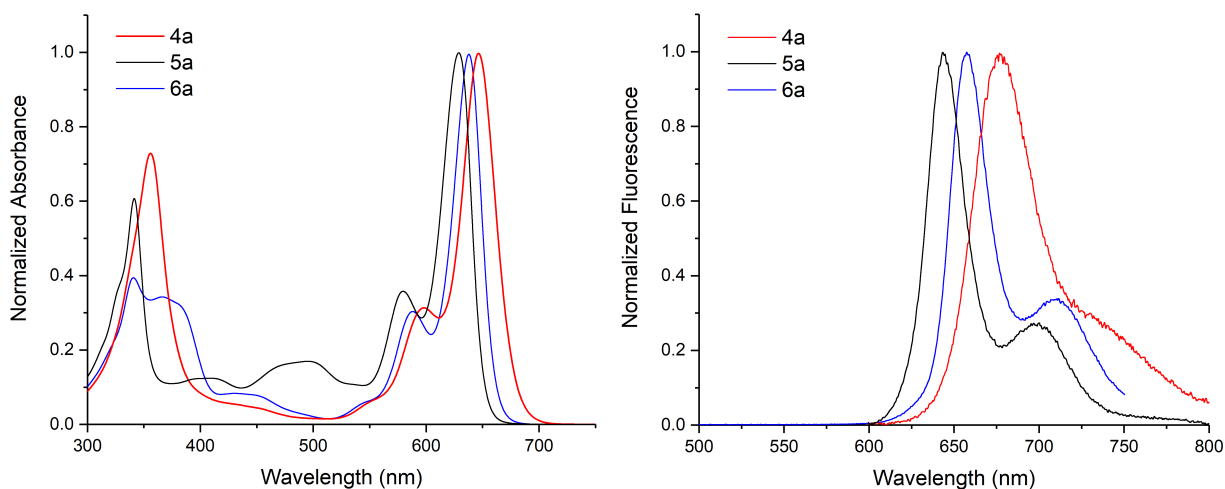 4a
5a
6a
1.0
0.8
0.6
0.4
0.2
0.0
Normalized Absorbance
300 400 500 600 700
Wavelength (nm)
4a
5a
6a
1.0
0.8
0.6
0.4
0.2
0.0
Normalized Fluorescence
500 550 600 650 700 750 800
Wavelength (nm)